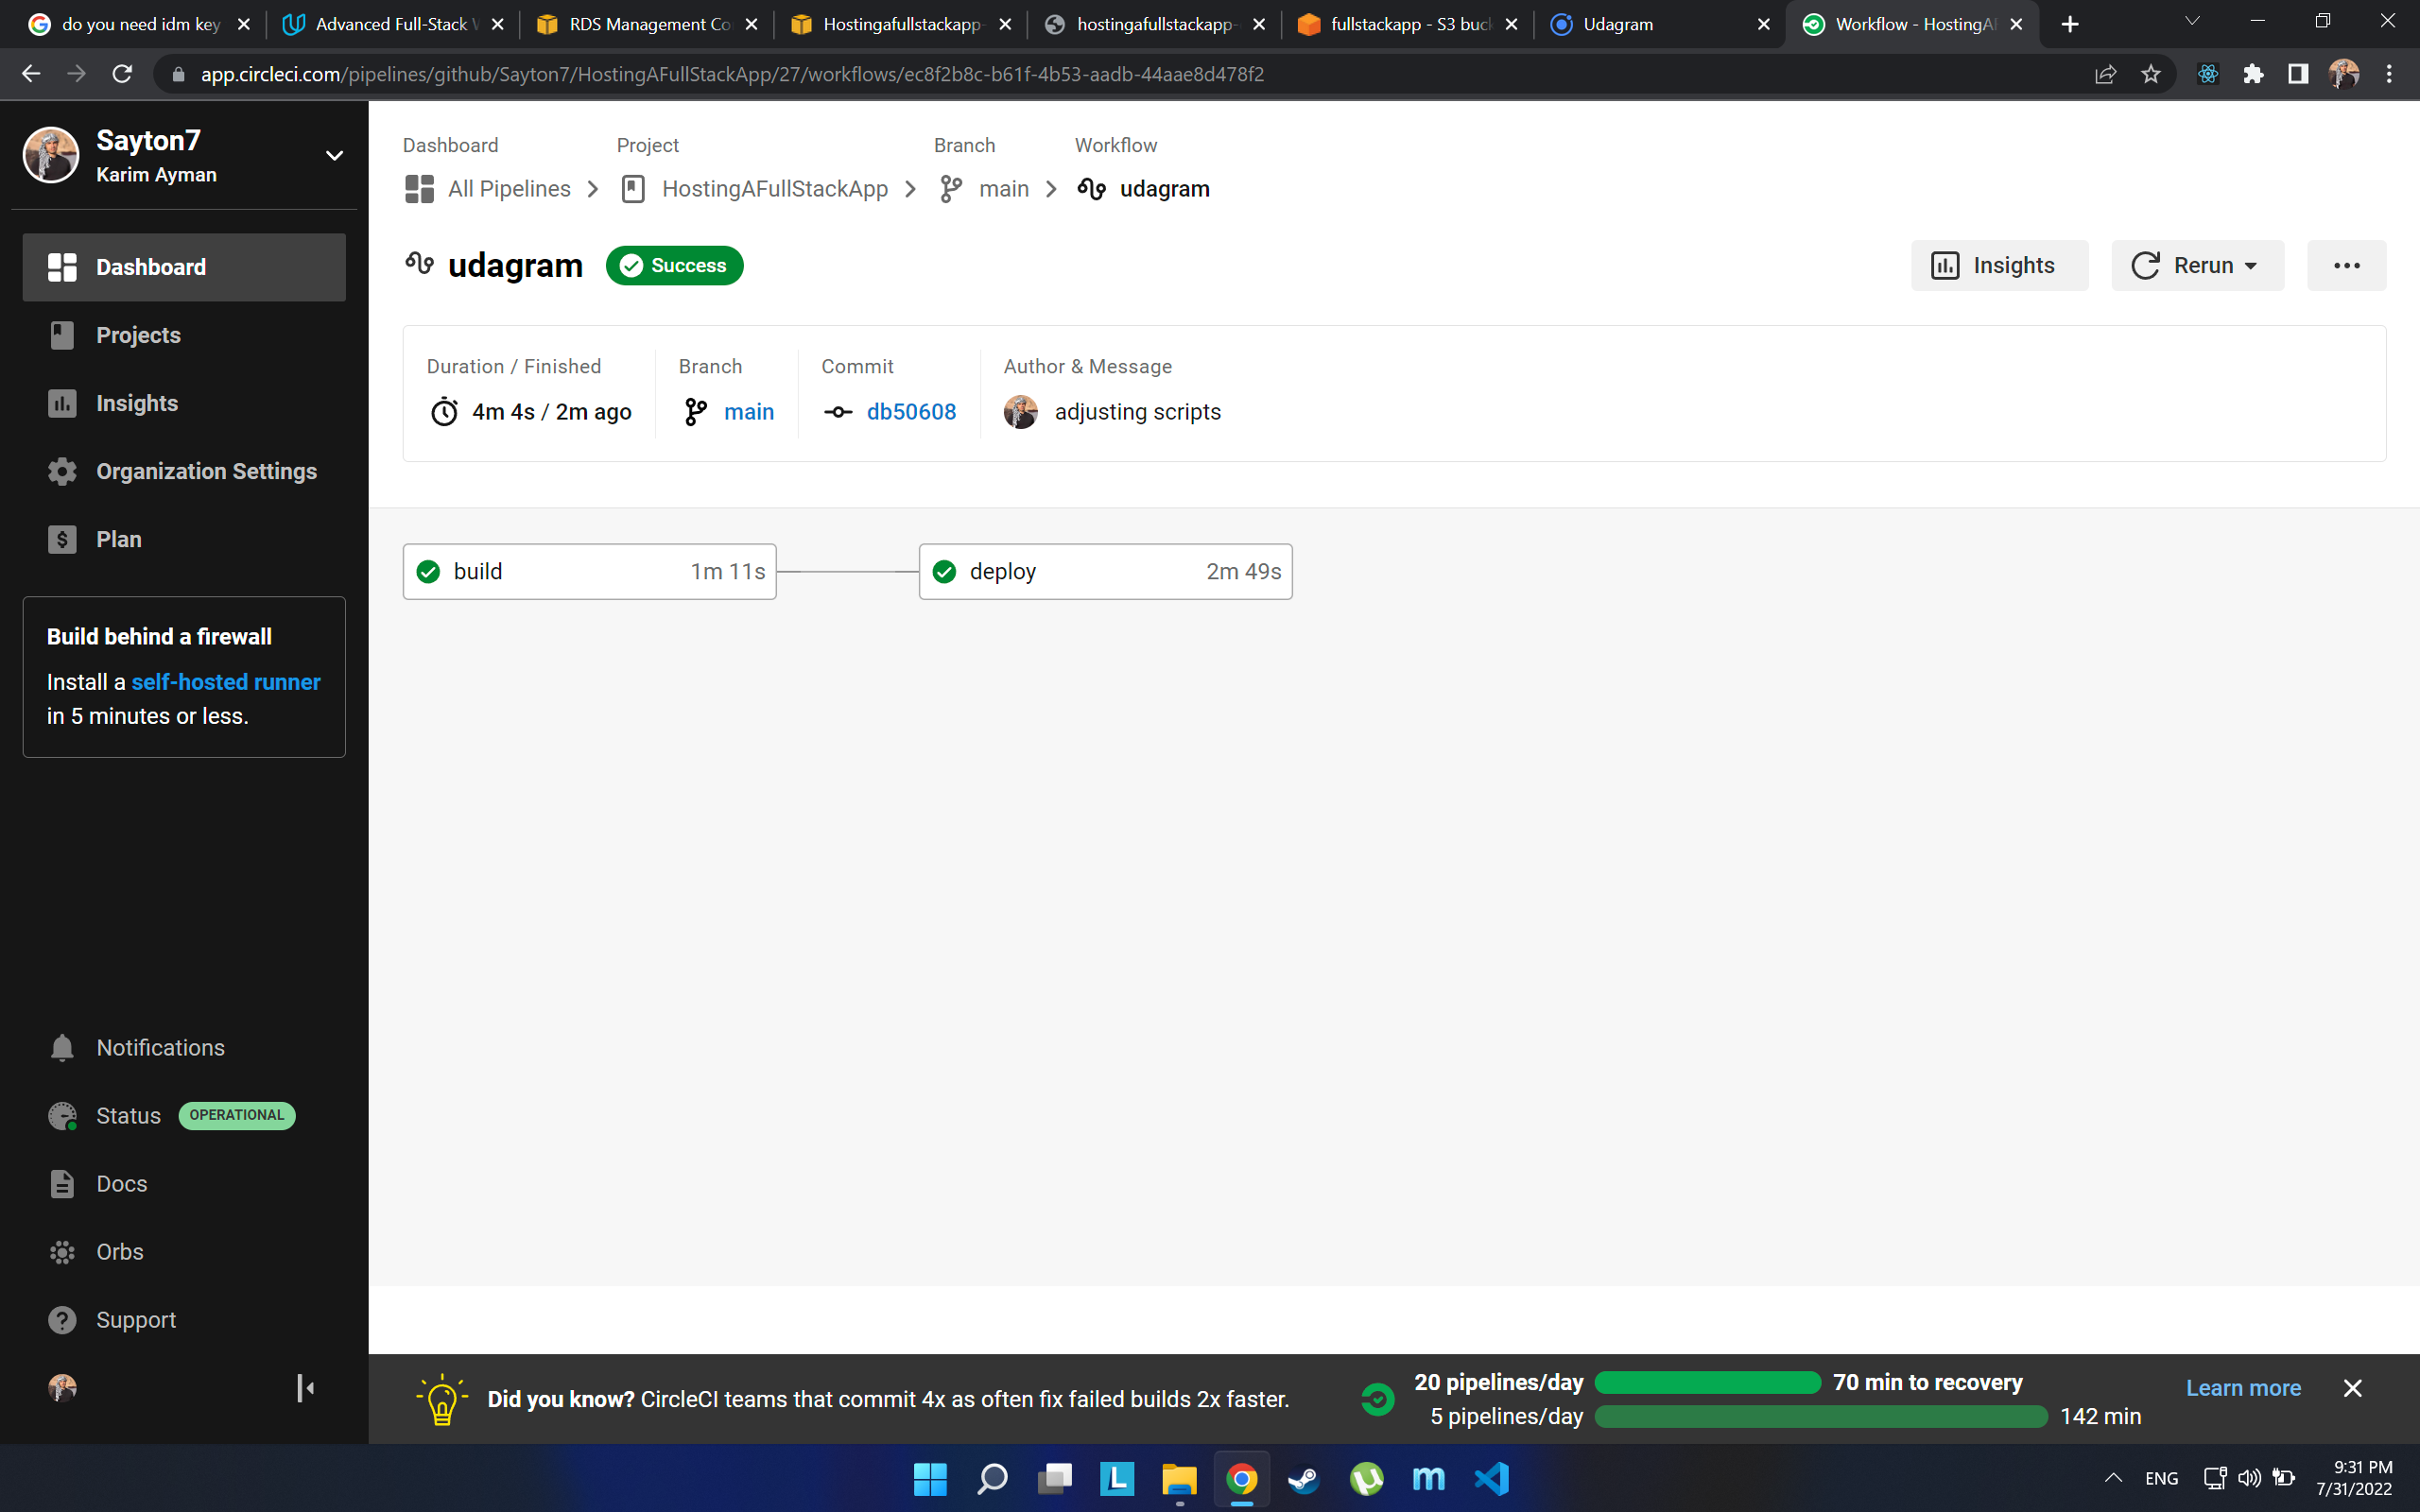 do you need idm key
Advanced Full-Stack W
RDS Management Co
Hostingafullstackapp-
hostingafullstackapp-
fullstackapp - S3 buck
Udagram
Workflow - HostingAF
app.circleci.com/pipelines/github/Sayton7/HostingAFullStackApp/27/workflows/ec8f2b8c-b61f-4b53-aadb-44aae8d478f2
Sayton7
Karim Ayman
Dashboard
Projects
Insights
Organization Settings
Plan
Build behind a firewall
Install a self-hosted runner
in 5 minutes or less.
Notifications
Status OPERATIONAL
Docs
Orbs
Support
Dashboard Project Branch Workflow
All Pipelines HostingAFullStackApp main udagram
udagram Success
Insights Rerun
Duration / Finished Branch Commit Author & Message
4m 4s / 2m ago main db50608 adjusting scripts
build 1m 11s deploy 2m 49s
Did you know? CircleCI teams that commit 4x as often fix failed builds 2x faster.
20 pipelines/day 70 min to recovery
5 pipelines/day 142 min
Learn more
L
m
ENG
9:31 PM
7/31/2022